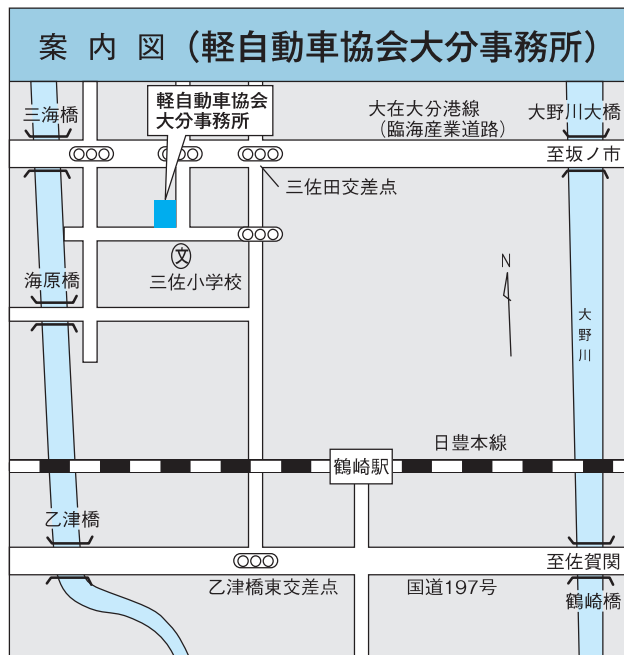 案内図（軽自動車協会大分事務所）
三海橋
軽自動車協会
大分事務所
大在大分港線
（臨海産業道路）
大野川大橋
至坂ノ市
三佐田交差点
文
三佐小学校
海原橋
N
大野川
日豊本線
鶴崎駅
乙津橋
至佐賀関
乙津橋東交差点
国道197号
鶴崎橋